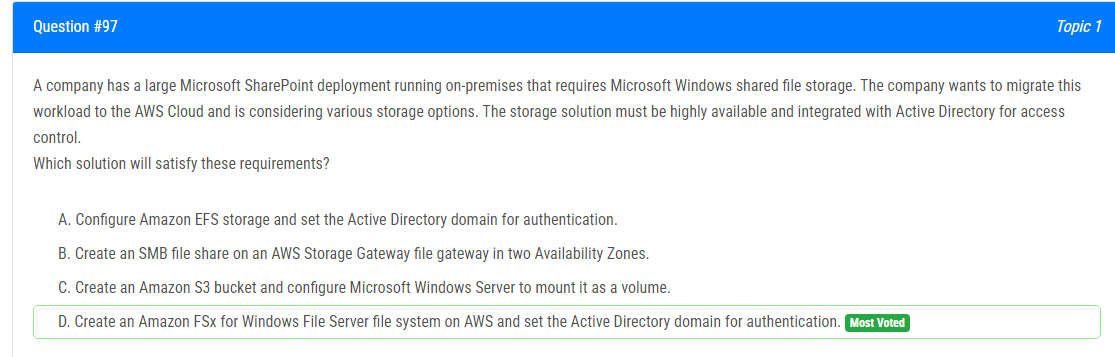 Question #97
Topic 1
A company has a large Microsoft SharePoint deployment running on-premises that requires Microsoft Windows shared file storage. The company wants to migrate this
workload to the AWS Cloud and is considering various storage options. The storage solution must be highly available and integrated with Active Directory for access
control.
Which solution will satisfy these requirements?
A. Configure Amazon EFS storage and set the Active Directory domain for authentication.
B. Create an SMB file share on an AWS Storage Gateway file gateway in two Availability Zones.
C. Create an Amazon S3 bucket and configure Microsoft Windows Server to mount it as a volume.
D. Create an Amazon FSx for Windows File Server file system on AWS and set the Active Directory domain for authentication. Most Voted